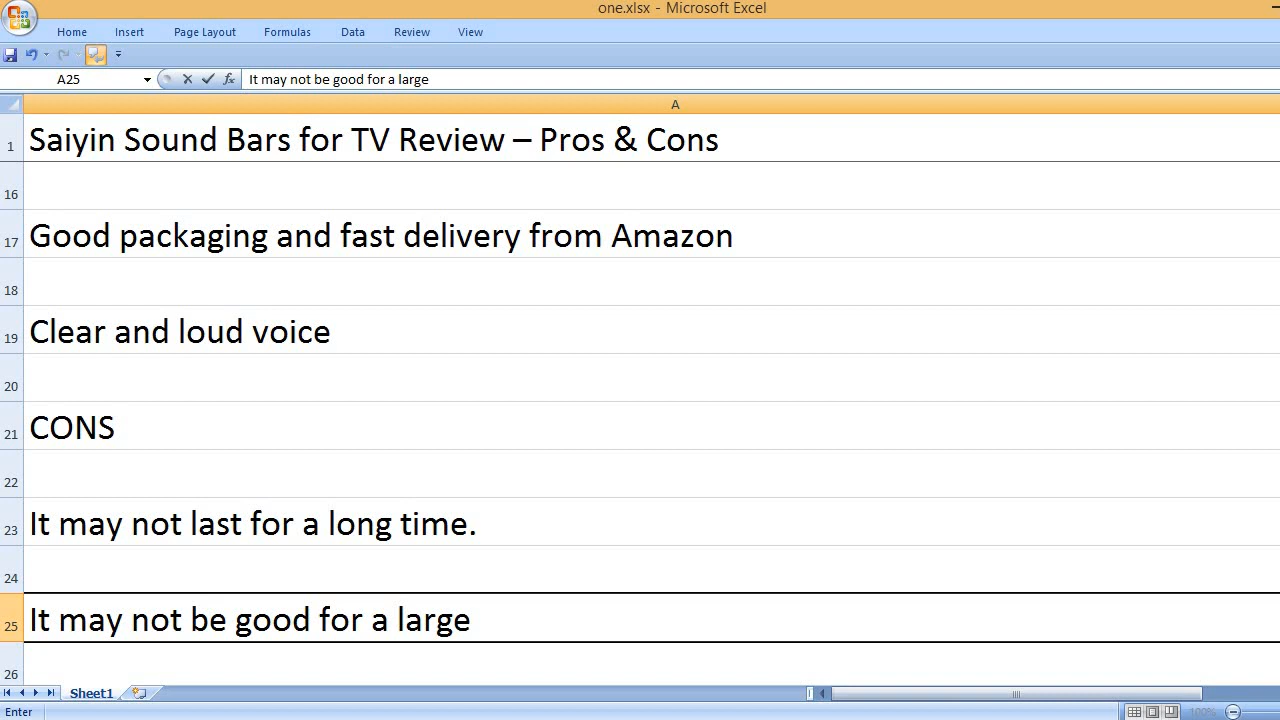 one.xlsx - Microsoft Excel
Home Insert Page Layout Formulas Data Review View
A25 fx It may not be good for a large
A
1 Saiyin Sound Bars for TV Review – Pros & Cons
16
17 Good packaging and fast delivery from Amazon
18
19 Clear and loud voice
20
21 CONS
22
23 It may not last for a long time.
24
25 It may not be good for a large
26
Sheet1
Enter 100%